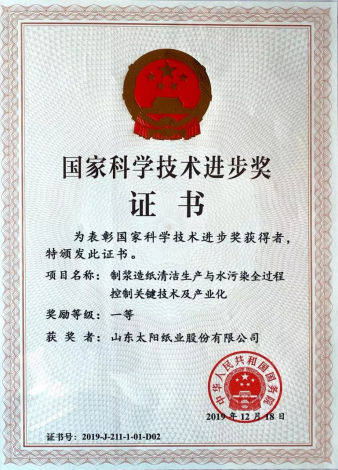 国家科学技术进步奖
证书
为表彰国家科学技术进步奖获得者，
特颁发此证书。
项目名称： 制浆造纸清洁生产与水污染全过程
控制关键技术及产业化
奖励等级： 一等
获奖者： 山东太阳纸业股份有限公司
中华人民共和国国务院
2019年12月18日
证书号：2019-J-211-1-01-D02